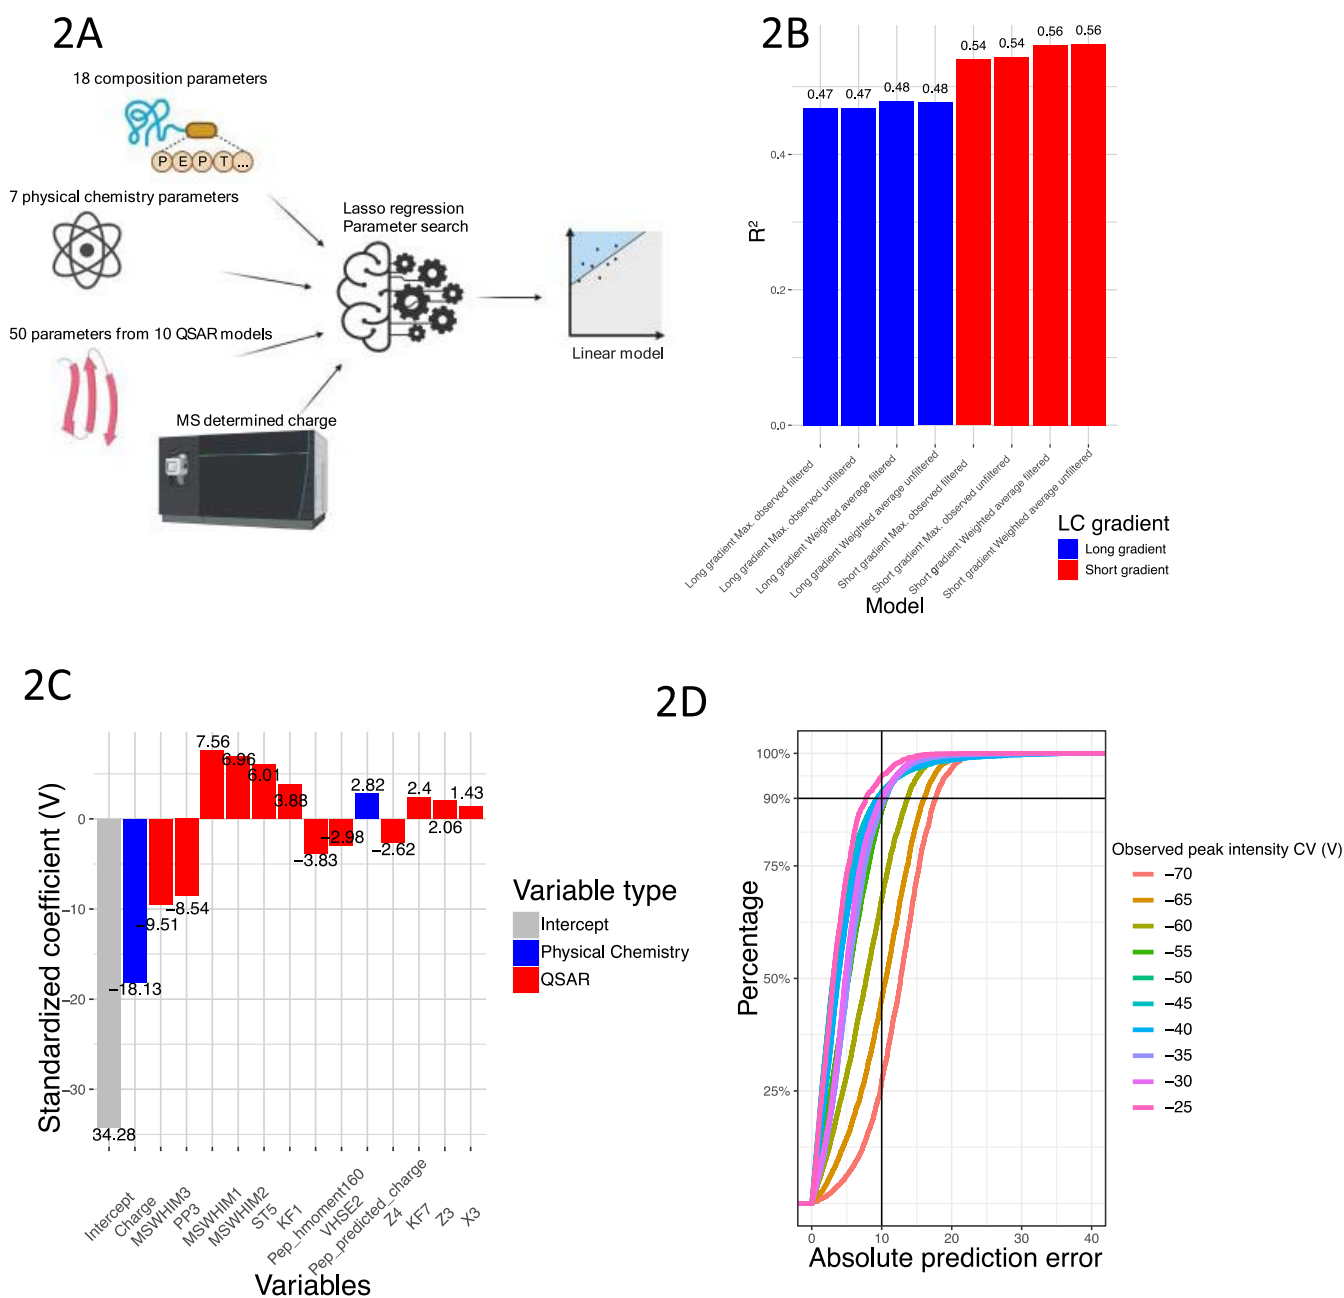 2A
18 composition parameters
P E P T ...
7 physical chemistry parameters
Lasso regression
Parameter search
50 parameters from 10 QSAR models
Linear model
MS determined charge
2B
0.47 0.47 0.48 0.48 0.54 0.54 0.56 0.56
R²
0.4
0.2
0.0
Long gradient Max. observed filtered
Long gradient Max. observed unfiltered
Long gradient Weighted average filtered
Long gradient Weighted average unfiltered
Short gradient Max. observed filtered
Short gradient Max. observed unfiltered
Short gradient Weighted average filtered
Short gradient Weighted average unfiltered
Model
LC gradient
Long gradient
Short gradient
2C
Standardized coefficient (V)
0
−10
−20
−30
34.28
−18.13
−9.51
−8.54
7.56
6.96
6.01
3.88
−3.83
−2.98
2.82
−2.62
2.4
2.06
1.43
Intercept
Charge
MSWHIM3
PP3
MSWHIM1
MSWHIM2
ST5
KF1
Pep_hmoment160
VHSE2
Pep_predicted_charge
Z4
KF7
Z3
X3
Variables
Variable type
Intercept
Physical Chemistry
QSAR
2D
Percentage
100%
90%
75%
50%
25%
0 10 20 30 40
Absolute prediction error
Observed peak intensity CV (V)
−70
−65
−60
−55
−50
−45
−40
−35
−30
−25